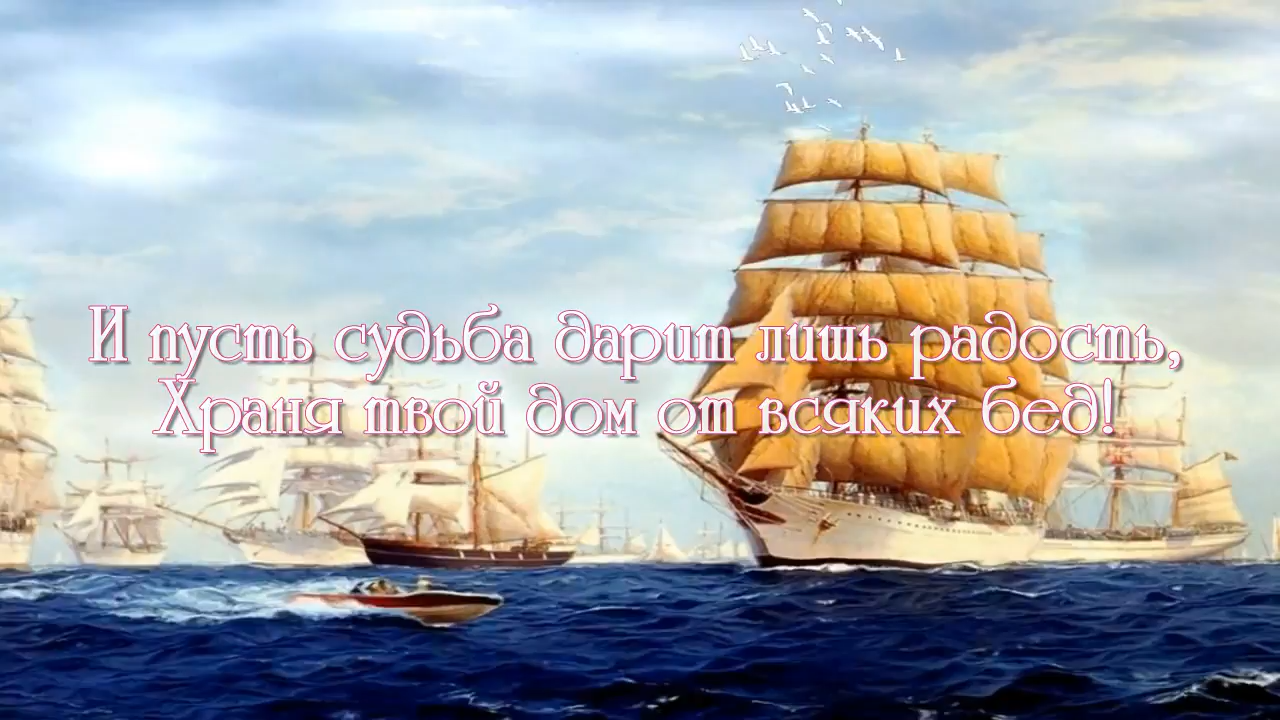 И пусть судьба дарит лишь радость,
Храня твой дом от всяких бед!